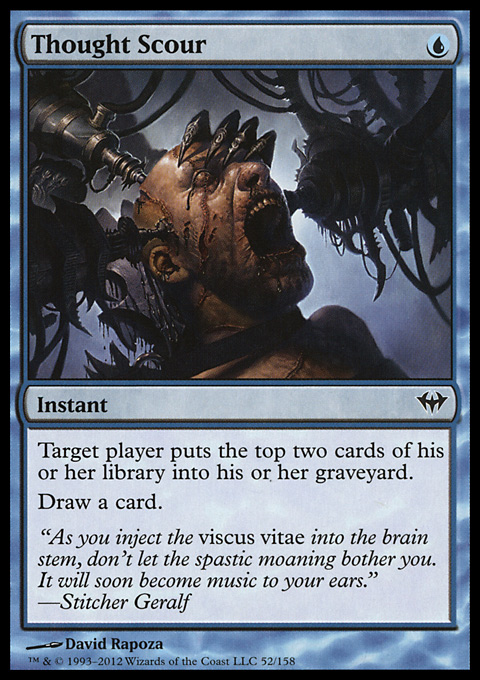 Thought Scour
Instant
Target player puts the top two cards of his
or her library into his or her graveyard.
Draw a card.
“As you inject the viscus vitae into the brain
stem, don’t let the spastic moaning bother you.
It will soon become music to your ears.”
—Stitcher Geralf
David Rapoza
™ & © 1993–2012 Wizards of the Coast LLC 52/158